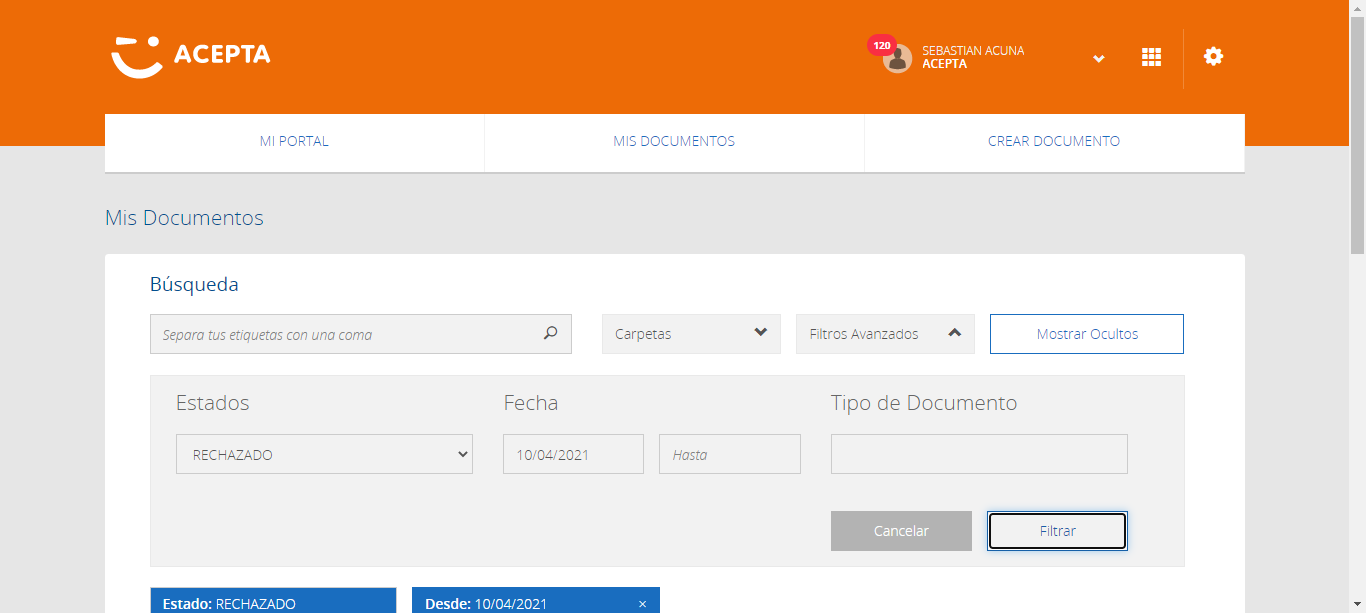 ACEPTA
120
SEBASTIAN ACUNA
ACEPTA
MI PORTAL
MIS DOCUMENTOS
CREAR DOCUMENTO
Mis Documentos
Búsqueda
Separa tus etiquetas con una coma
Carpetas
Filtros Avanzados
Mostrar Ocultos
Estados
Fecha
Tipo de Documento
RECHAZADO
10/04/2021
Hasta
Cancelar
Filtrar
Estado: RECHAZADO
Desde: 10/04/2021 ×